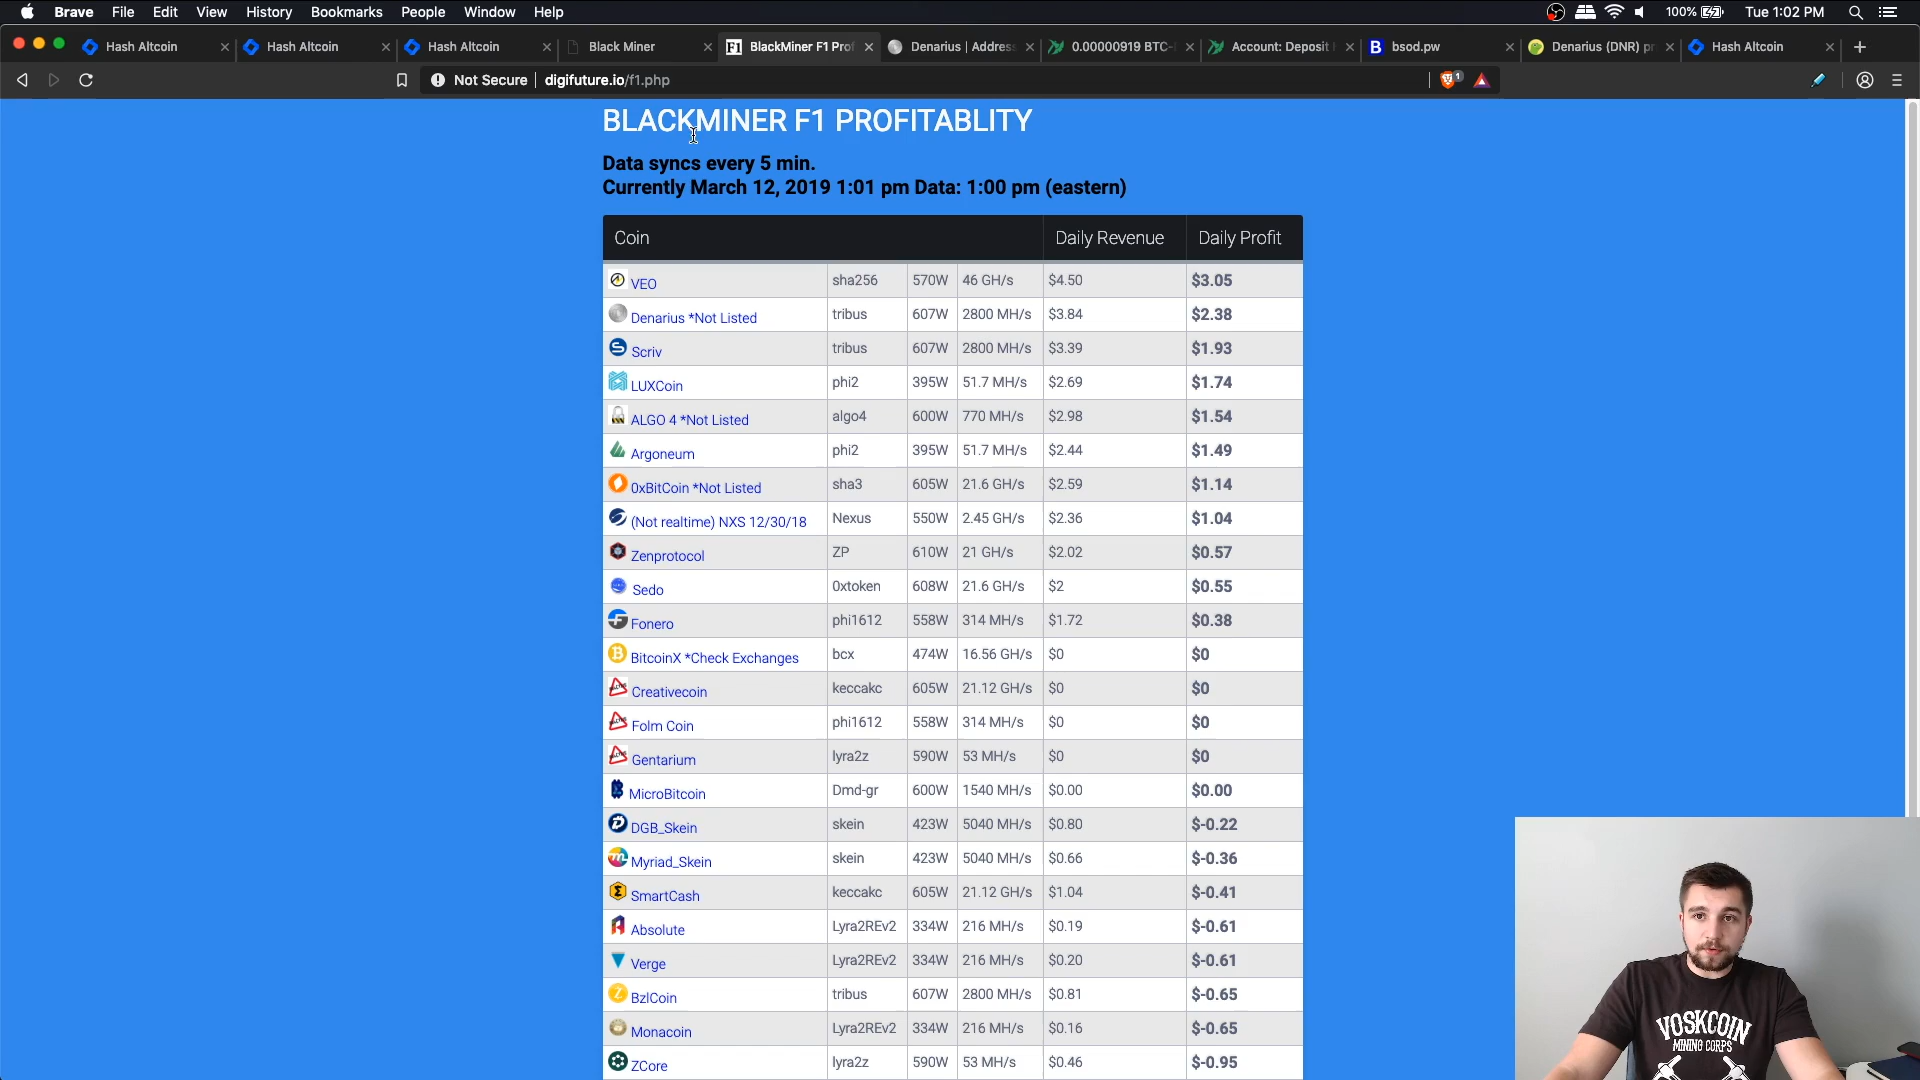 Brave File Edit View History Bookmarks People Window Help 100% Tue 1:02 PM
Hash Altcoin Hash Altcoin Hash Altcoin Black Miner F1 BlackMiner F1 Prof Denarius | Address 0.00000919 BTC- Account: Deposit B bsod.pw Denarius (DNR) pr Hash Altcoin
Not Secure digifuture.io/f1.php 1
BLACKMINER F1 PROFITABLITY
Data syncs every 5 min.
Currently March 12, 2019 1:01 pm Data: 1:00 pm (eastern)
Coin Daily Revenue Daily Profit
VEO sha256 570W 46 GH/s $4.50 $3.05
Denarius *Not Listed tribus 607W 2800 MH/s $3.84 $2.38
Scriv tribus 607W 2800 MH/s $3.39 $1.93
LUXCoin phi2 395W 51.7 MH/s $2.69 $1.74
ALGO 4 *Not Listed algo4 600W 770 MH/s $2.98 $1.54
Argoneum phi2 395W 51.7 MH/s $2.44 $1.49
0xBitCoin *Not Listed sha3 605W 21.6 GH/s $2.59 $1.14
(Not realtime) NXS 12/30/18 Nexus 550W 2.45 GH/s $2.36 $1.04
Zenprotocol ZP 610W 21 GH/s $2.02 $0.57
Sedo 0xtoken 608W 21.6 GH/s $2 $0.55
Fonero phi1612 558W 314 MH/s $1.72 $0.38
BitcoinX *Check Exchanges bcx 474W 16.56 GH/s $0 $0
Creativecoin keccakc 605W 21.12 GH/s $0 $0
Folm Coin phi1612 558W 314 MH/s $0 $0
Gentarium lyra2z 590W 53 MH/s $0 $0
MicroBitcoin Dmd-gr 600W 1540 MH/s $0.00 $0.00
DGB_Skein skein 423W 5040 MH/s $0.80 $-0.22
Myriad_Skein skein 423W 5040 MH/s $0.66 $-0.36
SmartCash keccakc 605W 21.12 GH/s $1.04 $-0.41
Absolute Lyra2REv2 334W 216 MH/s $0.19 $-0.61
Verge Lyra2REv2 334W 216 MH/s $0.20 $-0.61
BzlCoin tribus 607W 2800 MH/s $0.81 $-0.65
Monacoin Lyra2REv2 334W 216 MH/s $0.16 $-0.65
ZCore lyra2z 590W 53 MH/s $0.46 $-0.95
VOSKCOIN
MINING CORPS